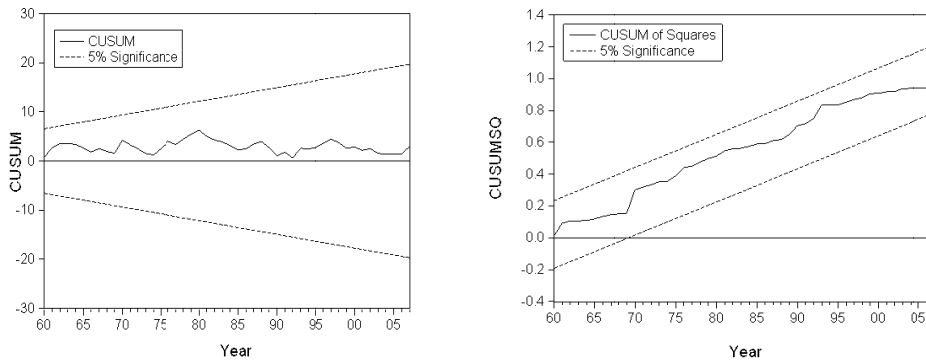 30
20
10
0
-10
-20
-30
CUSUM
CUSUM
5% Significance
60 65 70 75 80 85 90 95 00 05
Year
1.4
1.2
1.0
0.8
0.6
0.4
0.2
0.0
-0.2
-0.4
CUSUMSQ
CUSUM of Squares
5% Significance
60 65 70 75 80 85 90 95 00 05
Year